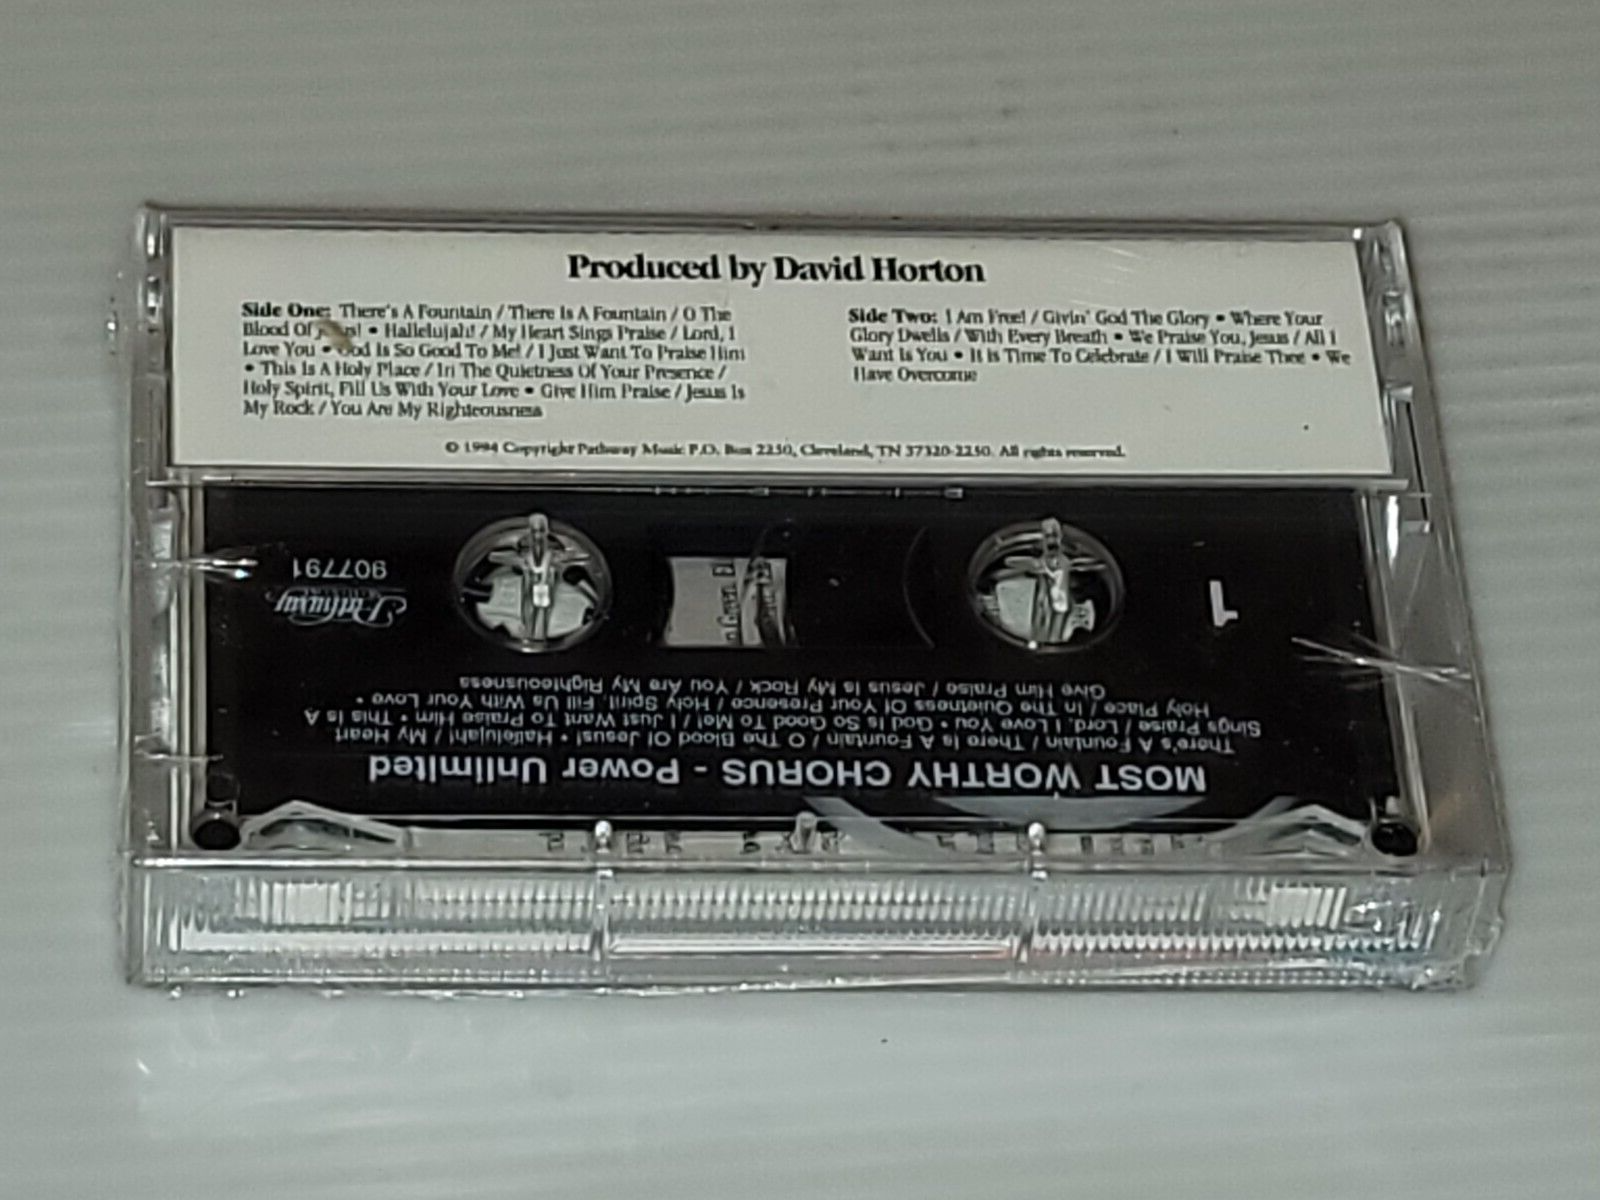 Produced by David Horton
Side One: There's A Fountain / There Is A Fountain / O The
Blood Of Jesus! • Hallelujah! / My Heart Sings Praise / Lord, I
Love You • God Is So Good To Me! / I Just Want To Praise Him
• This Is A Holy Place / In The Quietness Of Your Presence /
Holy Spirit, Fill Us With Your Love • Give Him Praise / Jesus Is
My Rock / You Are My Righteousness
Side Two: I Am Free! / Givin' God The Glory • Where Your
Glory Dwells / With Every Breath • We Praise You, Jesus / All I
Want Is You • It Is Time To Celebrate / I Will Praise Thee • We
Have Overcome
© 1994 Copyright Pathway Music P.O. Box 2250, Cleveland, TN 37320-2250. All rights reserved.
MOST WORTHY CHORUS - Power Unlimited
There's A Fountain / There Is A Fountain / O The Blood Of Jesus! • Hallelujah! / My Heart
Sings Praise / Lord, I Love You • God Is So Good To Me! / I Just Want To Praise Him • This Is A
Holy Place / In The Quietness Of Your Presence / Holy Spirit, Fill Us With Your Love •
Give Him Praise / Jesus Is My Rock / You Are My Righteousness
1
Pathway
907791